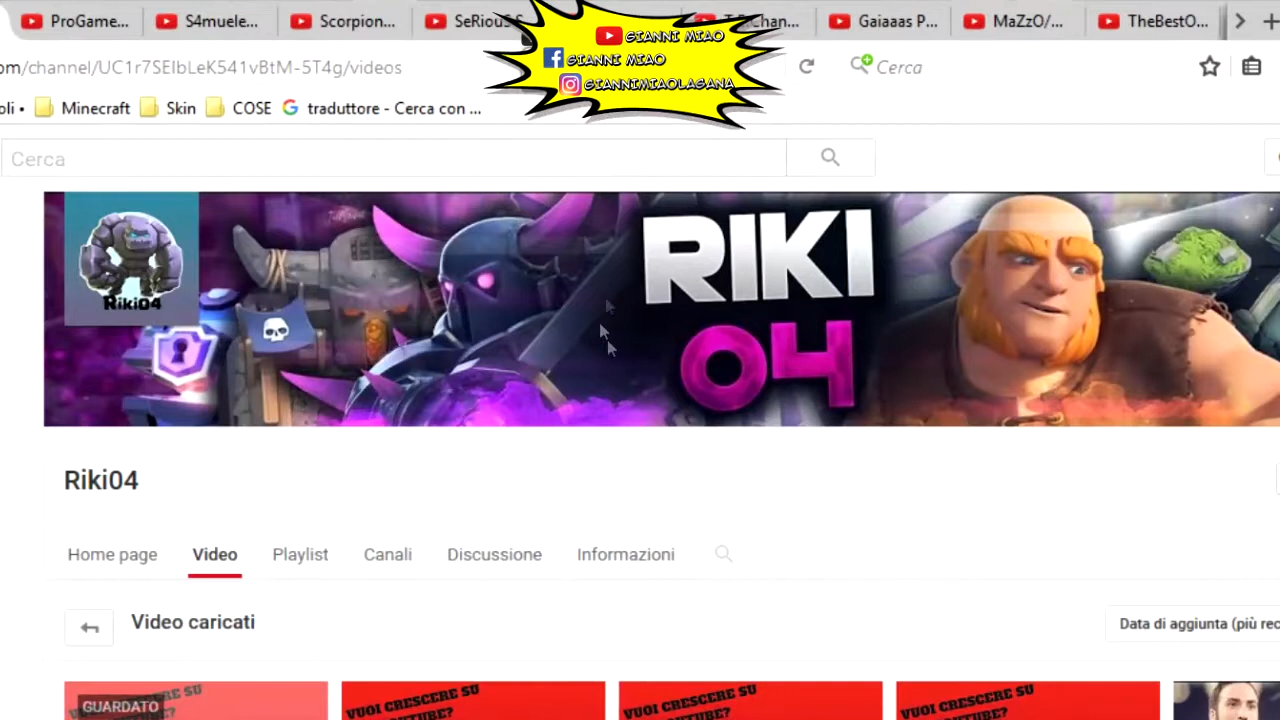 ProGame...
S4muele...
Scorpion...
SeRiouS S
Chan...
Gaiaaas P...
MaZzO/...
TheBestO...
GIANNI MIAO
GIANNI MIAO
GIANNIMIAOLAGANA
om/channel/UC1r7SEIbLeK541vBtM-5T4g/videos
Cerca
oli •
Minecraft
Skin
COSE
traduttore - Cerca con ...
Cerca
Riki04
RIKI
04
Riki04
Home page
Video
Playlist
Canali
Discussione
Informazioni
Video caricati
Data di aggiunta (più rec
GUARDATO
VUOI CRESCERE SU
VUOI CRESCERE SU
VUOI CRESCERE SU